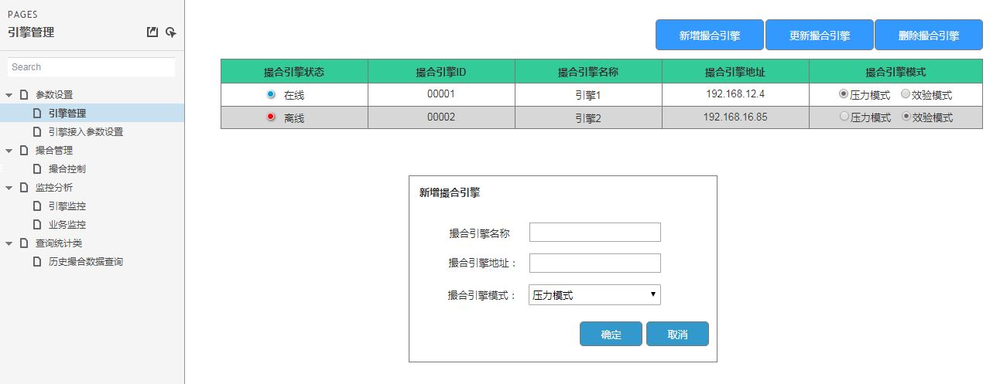 PAGES
引擎管理
Search
参数设置
引擎管理
引擎接入参数设置
撮合管理
撮合控制
监控分析
引擎监控
业务监控
查询统计类
历史撮合数据查询
新增撮合引擎 更新撮合引擎 删除撮合引擎
撮合引擎状态 撮合引擎ID 撮合引擎名称 撮合引擎地址 撮合引擎模式
在线 00001 引擎1 192.168.12.4 压力模式 效验模式
离线 00002 引擎2 192.168.16.85 压力模式 效验模式
新增撮合引擎
撮合引擎名称
撮合引擎地址：
撮合引擎模式： 压力模式
确定 取消